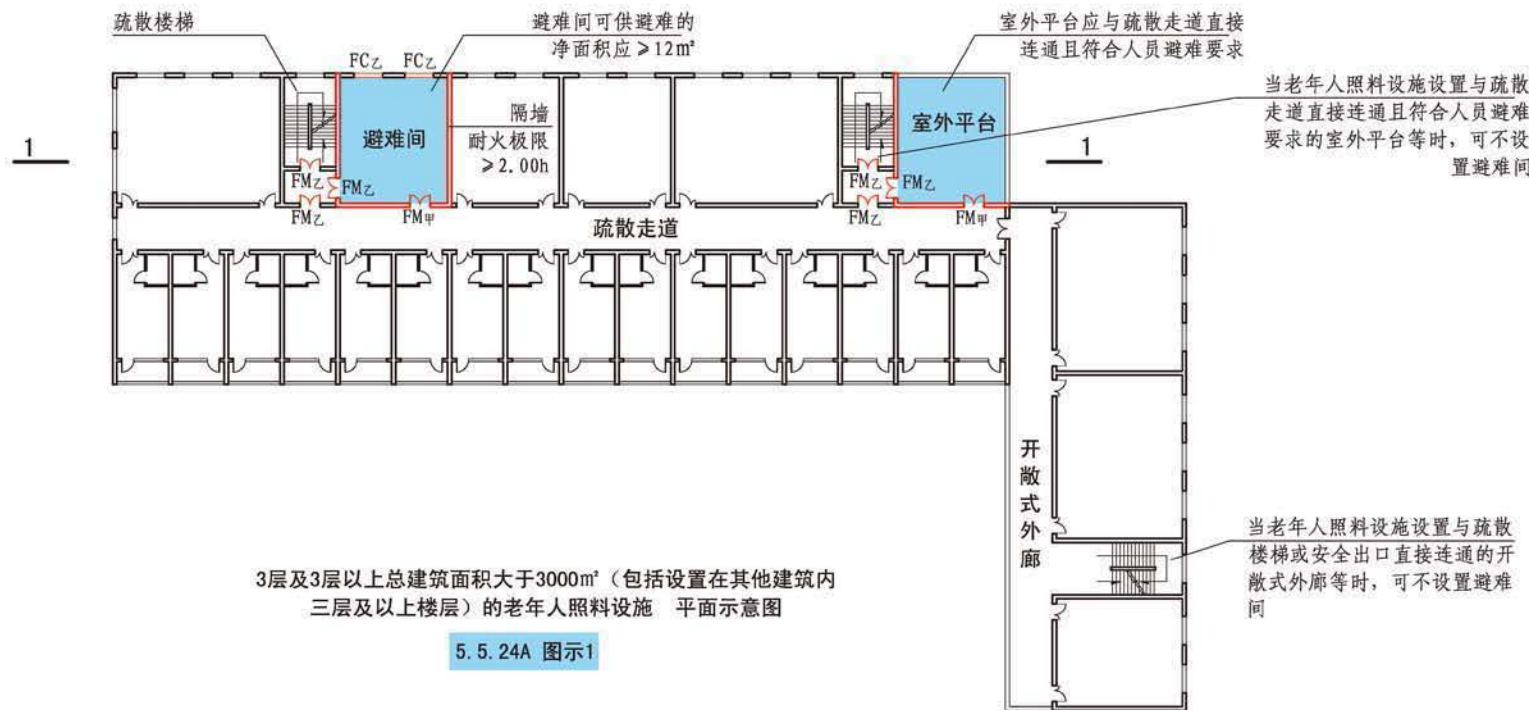 疏散楼梯
避难间可供避难的
净面积应≥12m²
室外平台应与疏散走道直接
连通且符合人员避难要求
当老年人照料设施设置与疏散
走道直接连通且符合人员避难
要求的室外平台等时，可不设
置避难间
FC乙
FC乙
隔墙
耐火极限
≥2.00h
避难间
室外平台
1
1
FM乙
FM乙
FM乙
FM甲
FM乙
FM乙
FM乙
FM甲
疏散走道
开敞式外廊
当老年人照料设施设置与疏散
楼梯或安全出口直接连通的开
敞式外廊等时，可不设置避难
间
3层及3层以上总建筑面积大于3000m²（包括设置在其他建筑内
三层及以上楼层）的老年人照料设施 平面示意图
5.5.24A 图示1